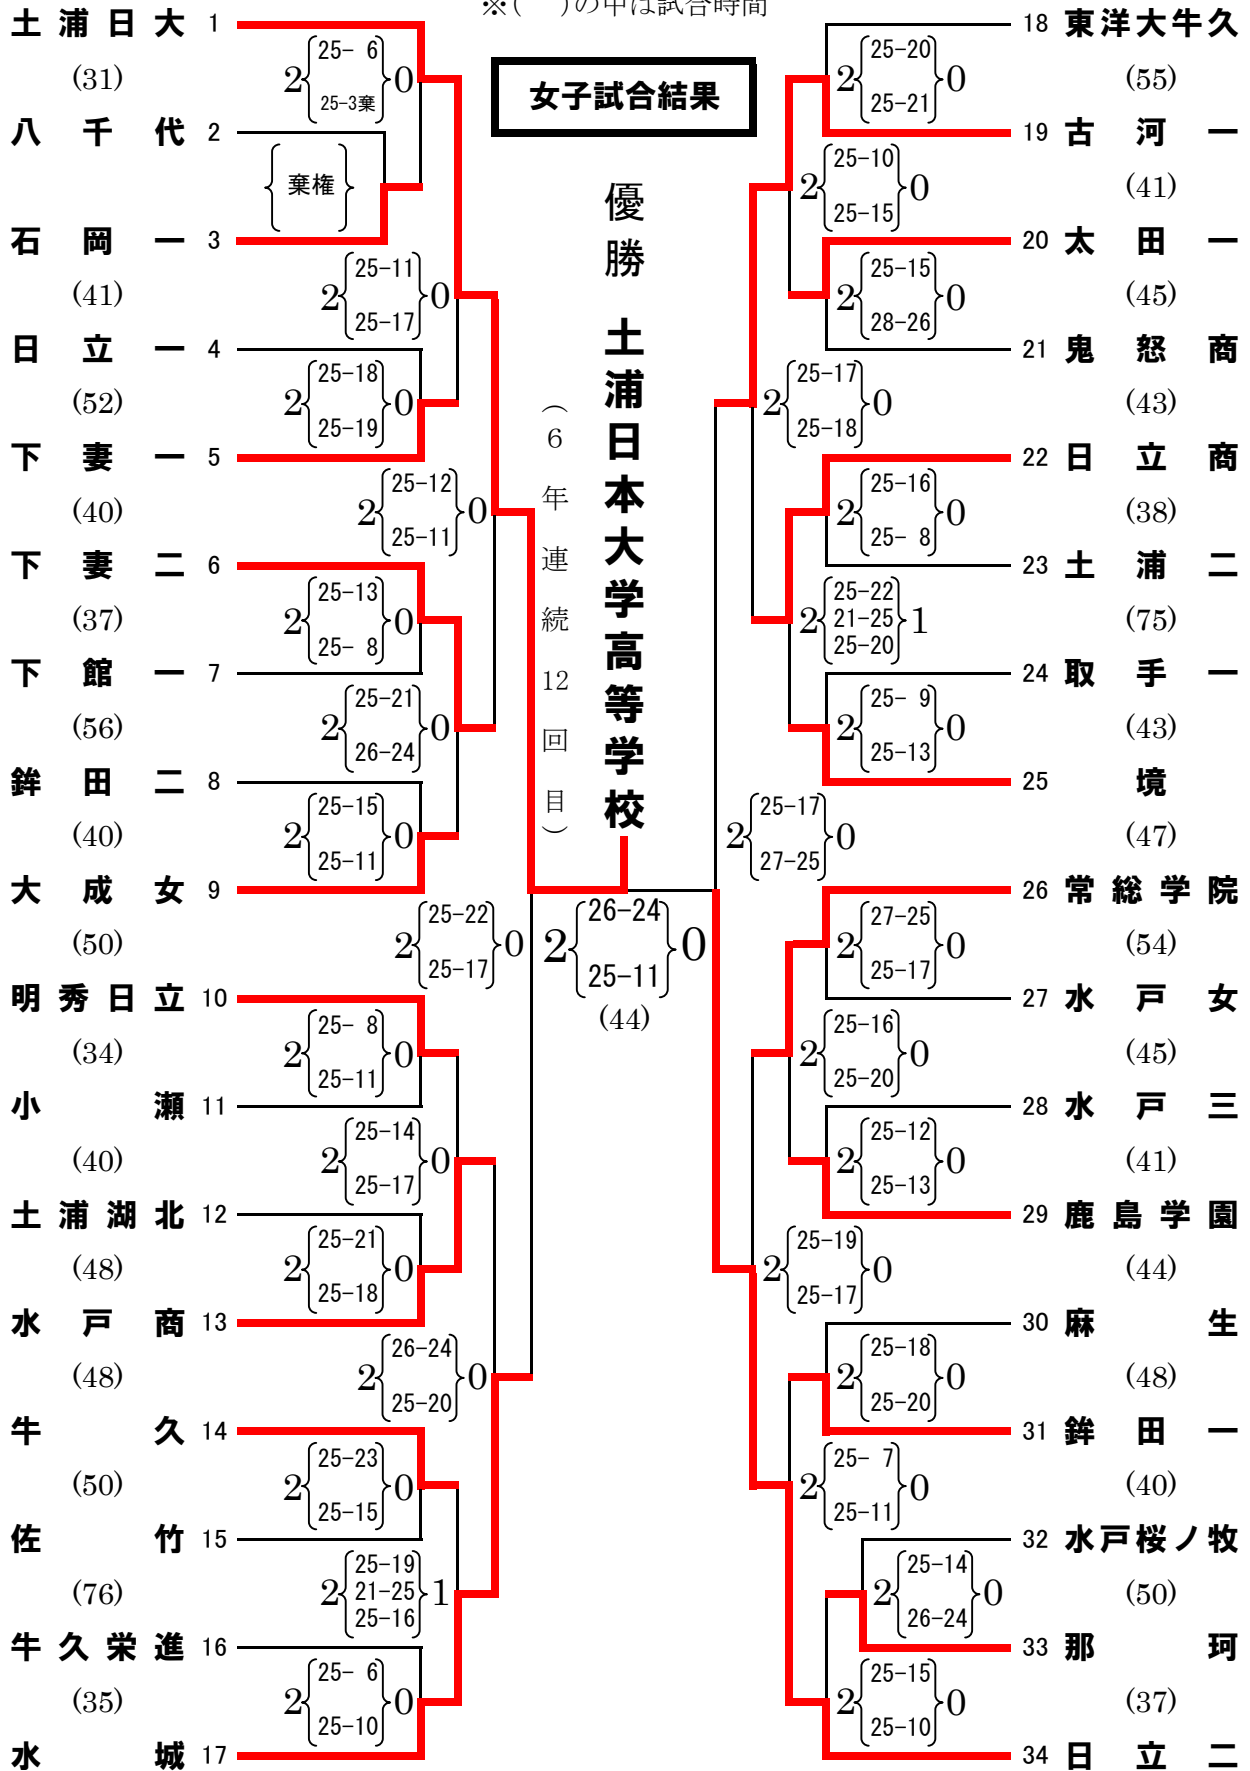 ※(　)の中は試合時間
女子試合結果
優勝 土浦日本大学高等学校
（6年連続12回目）
土浦日大 1
25- 6
2 0
25-3棄
(31)
八千代 2
棄権
石岡一 3
25-11
2 0
25-17
(41)
日立一 4
25-18
2 0
25-19
(52)
下妻一 5
25-12
2 0
25-11
(40)
下妻二 6
25-13
2 0
25- 8
(37)
下館一 7
25-21
2 0
26-24
(56)
鉾田二 8
25-15
2 0
25-11
(40)
大成女 9
25-22
2 0
25-17
(50)
明秀日立 10
25- 8
2 0
25-11
(34)
小瀬 11
25-14
2 0
25-17
(40)
土浦湖北 12
25-21
2 0
25-18
(48)
水戸商 13
26-24
2 0
25-20
(48)
牛久 14
25-23
2 0
25-15
(50)
佐竹 15
25-19
2 21-25 1
25-16
(76)
牛久栄進 16
25- 6
2 0
25-10
(35)
水城 17
26-24
2 0
25-11
(44)
18 東洋大牛久
25-20
2 0
25-21
(55)
19 古河一
25-10
2 0
25-15
(41)
20 太田一
25-15
2 0
28-26
(45)
21 鬼怒商
25-17
2 0
25-18
(43)
22 日立商
25-16
2 0
25- 8
(38)
23 土浦二
25-22
2 21-25 1
25-20
(75)
24 取手一
25- 9
2 0
25-13
(43)
25 境
25-17
2 0
27-25
(47)
26 常総学院
27-25
2 0
25-17
(54)
27 水戸女
25-16
2 0
25-20
(45)
28 水戸三
25-12
2 0
25-13
(41)
29 鹿島学園
25-19
2 0
25-17
(44)
30 麻生
25-18
2 0
25-20
(48)
31 鉾田一
25- 7
2 0
25-11
(40)
32 水戸桜ノ牧
25-14
2 0
26-24
(50)
33 那珂
25-15
2 0
25-10
(37)
34 日立二